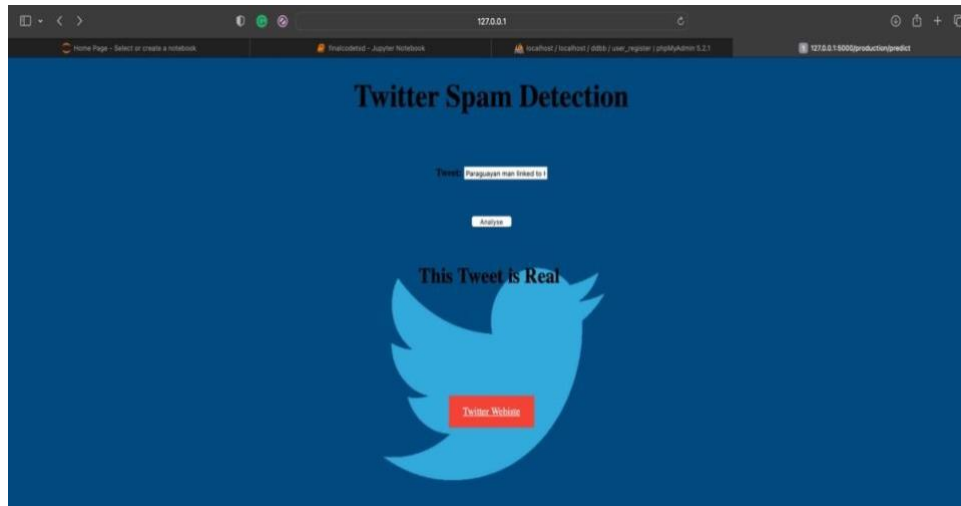 127.0.0.1
Home Page - Select or create a notebook
finalcodetsd - Jupyter Notebook
localhost / localhost / ddbb / user_register | phpMyAdmin 5.2.1
127.0.0.1:5000/production/predict
Twitter Spam Detection
Tweet: Paraguayan man linked to
Analyse
This Tweet is Real
Twitter Webiste